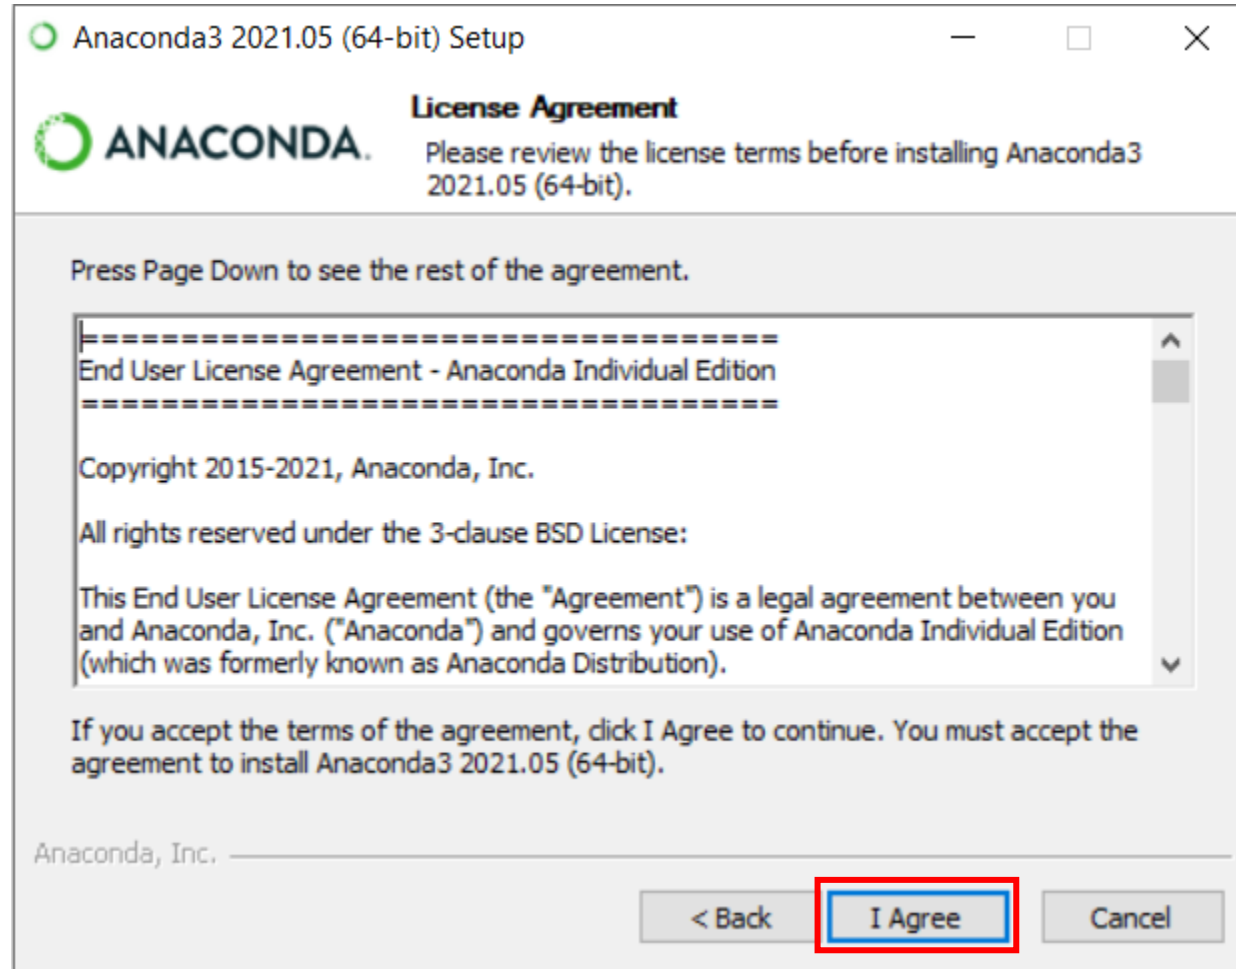 Anaconda3 2021.05 (64-bit) Setup
ANACONDA.
License Agreement
Please review the license terms before installing Anaconda3
2021.05 (64-bit).
Press Page Down to see the rest of the agreement.
===================================
End User License Agreement - Anaconda Individual Edition
===================================
Copyright 2015-2021, Anaconda, Inc.
All rights reserved under the 3-clause BSD License:
This End User License Agreement (the "Agreement") is a legal agreement between you
and Anaconda, Inc. ("Anaconda") and governs your use of Anaconda Individual Edition
(which was formerly known as Anaconda Distribution).
If you accept the terms of the agreement, click I Agree to continue. You must accept the
agreement to install Anaconda3 2021.05 (64-bit).
Anaconda, Inc.
< Back
I Agree
Cancel